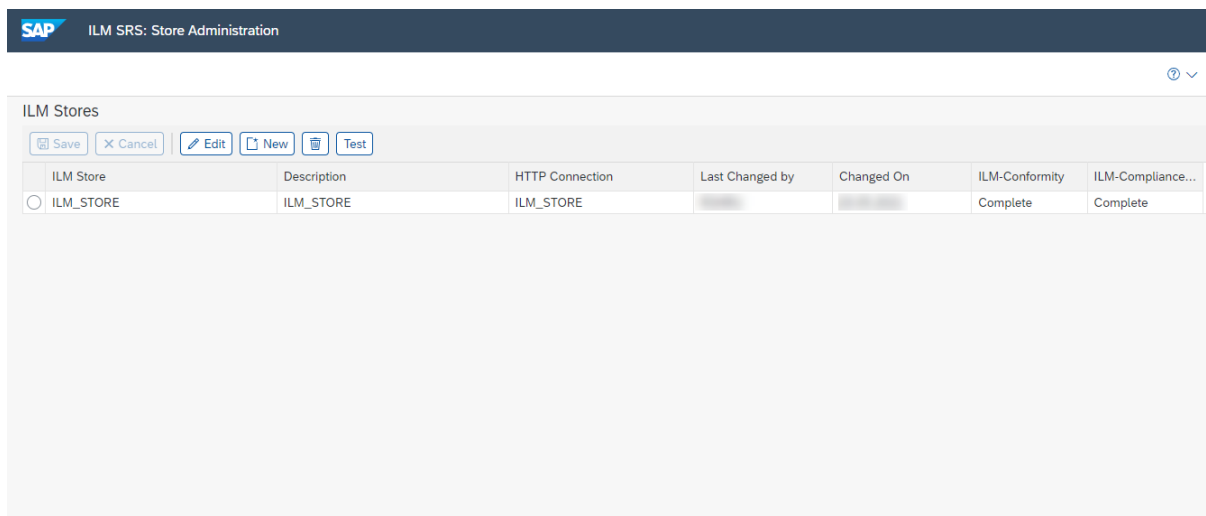 SAP ILM SRS: Store Administration
ILM Stores
Save Cancel Edit New Test
ILM Store Description HTTP Connection Last Changed by Changed On ILM-Conformity ILM-Compliance...
ILM_STORE ILM_STORE ILM_STORE Complete Complete